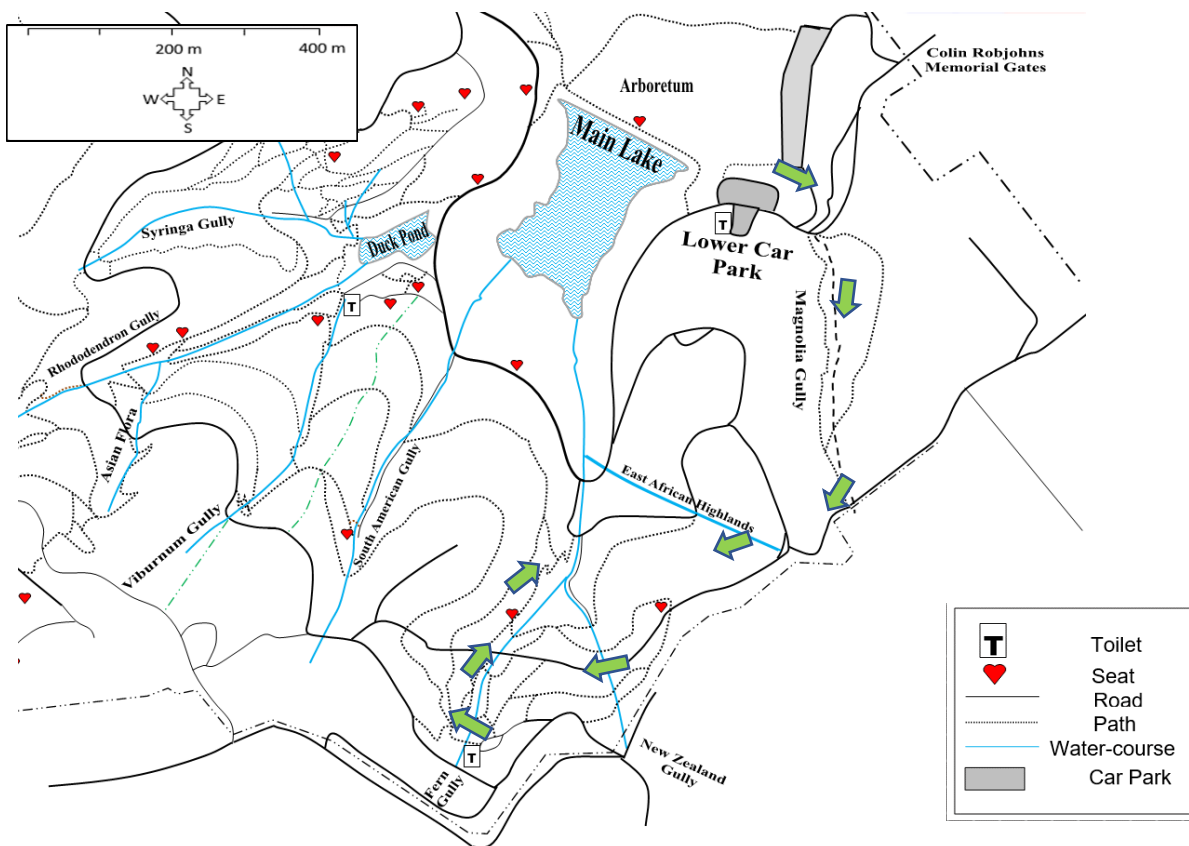 200 m
400 m
N
W
E
S
Colin Robjohns
Memorial Gates
Arboretum
Main Lake
Syringa Gully
Duck Pond
T
Lower Car
Park
T
Magnolia Gully
Rhododendron Gully
Asian Flora
South American Gully
East African Highlands
Viburnum Gully
T
Fern
Gully
New Zealand
Gully
T
Toilet
Seat
Road
Path
Water-course
Car Park